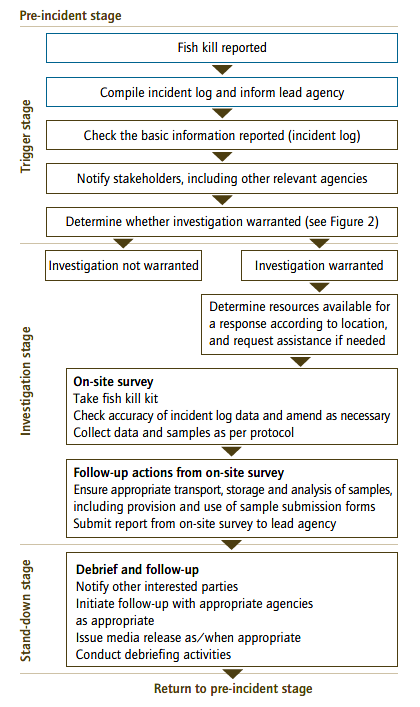 Pre-incident stage
Trigger stage
Fish kill reported
Compile incident log and inform lead agency
Check the basic information reported (incident log)
Notify stakeholders, including other relevant agencies
Determine whether investigation warranted (see Figure 2)
Investigation stage
Investigation not warranted
Investigation warranted
Determine resources available for
a response according to location,
and request assistance if needed
On-site survey
Take fish kill kit
Check accuracy of incident log data and amend as necessary
Collect data and samples as per protocol
Follow-up actions from on-site survey
Ensure appropriate transport, storage and analysis of samples,
including provision and use of sample submission forms
Submit report from on-site survey to lead agency
Stand-down stage
Debrief and follow-up
Notify other interested parties
Initiate follow-up with appropriate agencies
as appropriate
Issue media release as/when appropriate
Conduct debriefing activities
Return to pre-incident stage